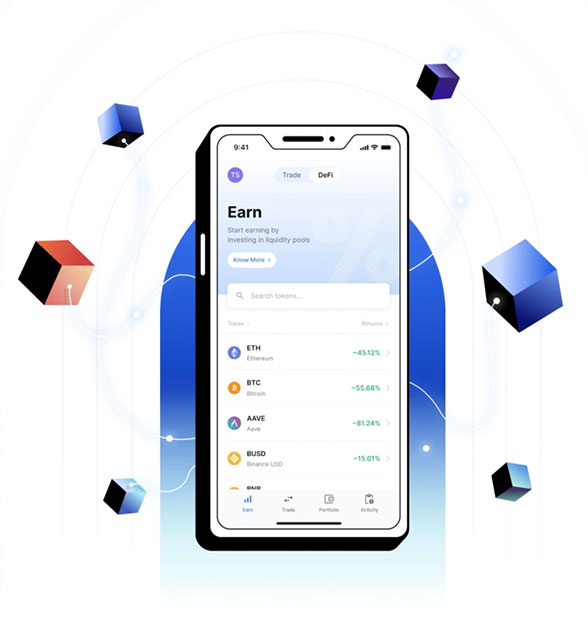 9:41
TS
Trade DeFi
Earn
Start earning by
investing in liquidity pools
Know More
Search tokens...
Token Returns
ETH
Ethereum
~45.12%
BTC
Bitcoin
~55.68%
AAVE
Aave
~81.24%
BUSD
Binance USD
~15.01%
BNB
Earn Trade Portfolio Activity